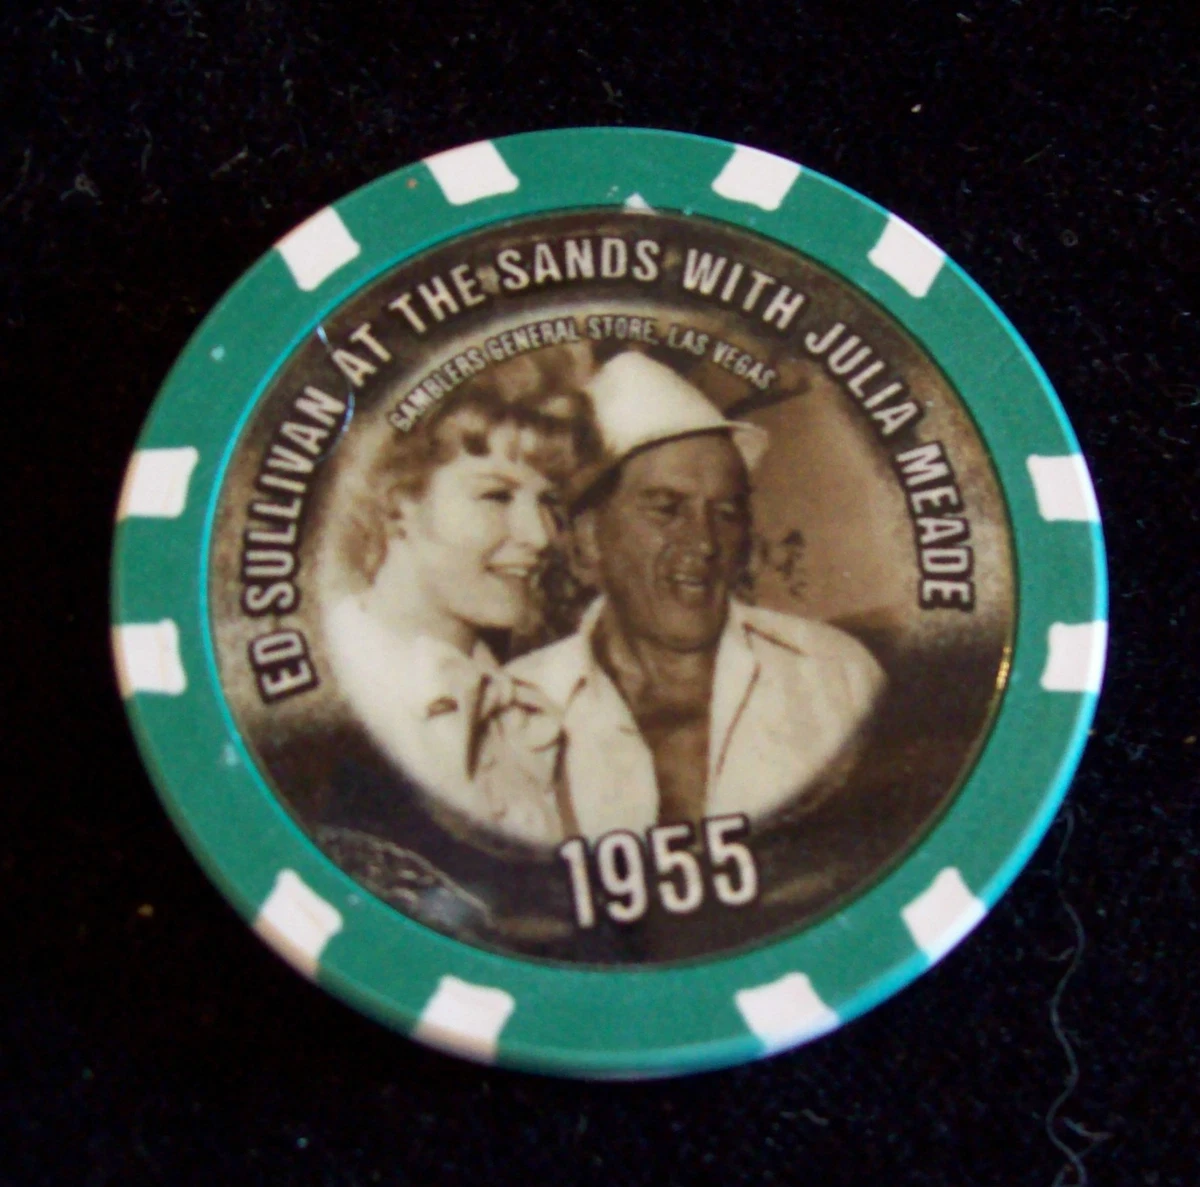 ED SULLIVAN AT THE SANDS WITH JULIA MEADE
GAMBLERS GENERAL STORE, LAS VEGAS
1955